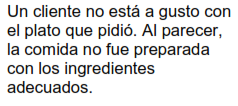 Un cliente no está a gusto con
el plato que pidió. Al parecer,
la comida no fue preparada
con los ingredientes
adecuados.